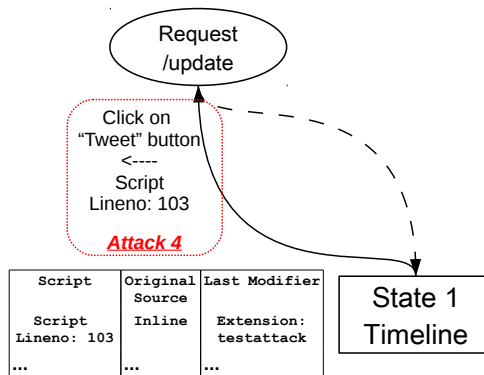 Request
/update
Click on
“Tweet” button
<----
Script
Lineno: 103
Attack 4
State 1
Timeline
Script Original Source Last Modifier
Script Lineno: 103 Inline Extension: testattack
... ... ...